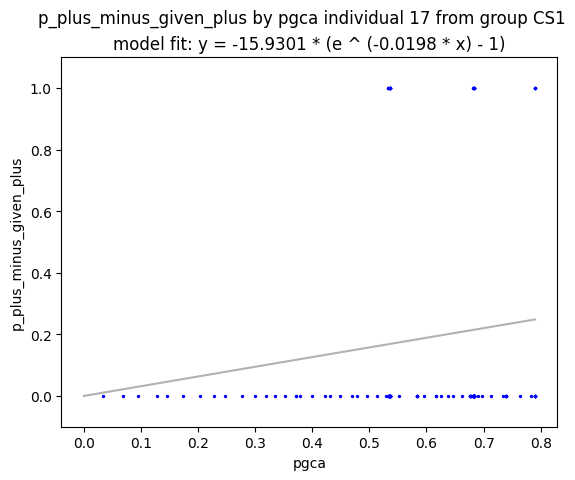 p_plus_minus_given_plus by pgca individual 17 from group CS1
model fit: y = -15.9301 * (e ^ (-0.0198 * x) - 1)
1.0
0.8
0.6
0.4
0.2
0.0
p_plus_minus_given_plus
0.0 0.1 0.2 0.3 0.4 0.5 0.6 0.7 0.8
pgca